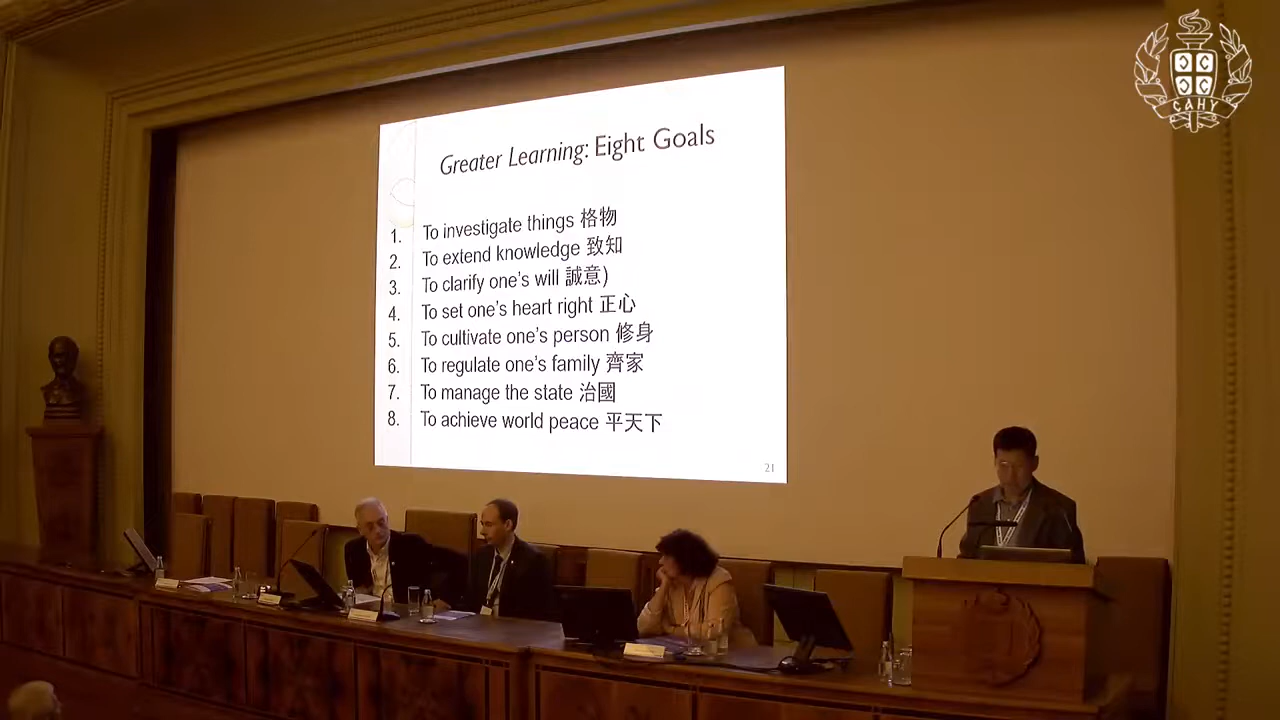 Greater Learning: Eight Goals
1. To investigate things 格物
2. To extend knowledge 致知
3. To clarify one's will 誠意)
4. To set one's heart right 正心
5. To cultivate one's person 修身
6. To regulate one's family 齊家
7. To manage the state 治國
8. To achieve world peace 平天下
21
САНУ